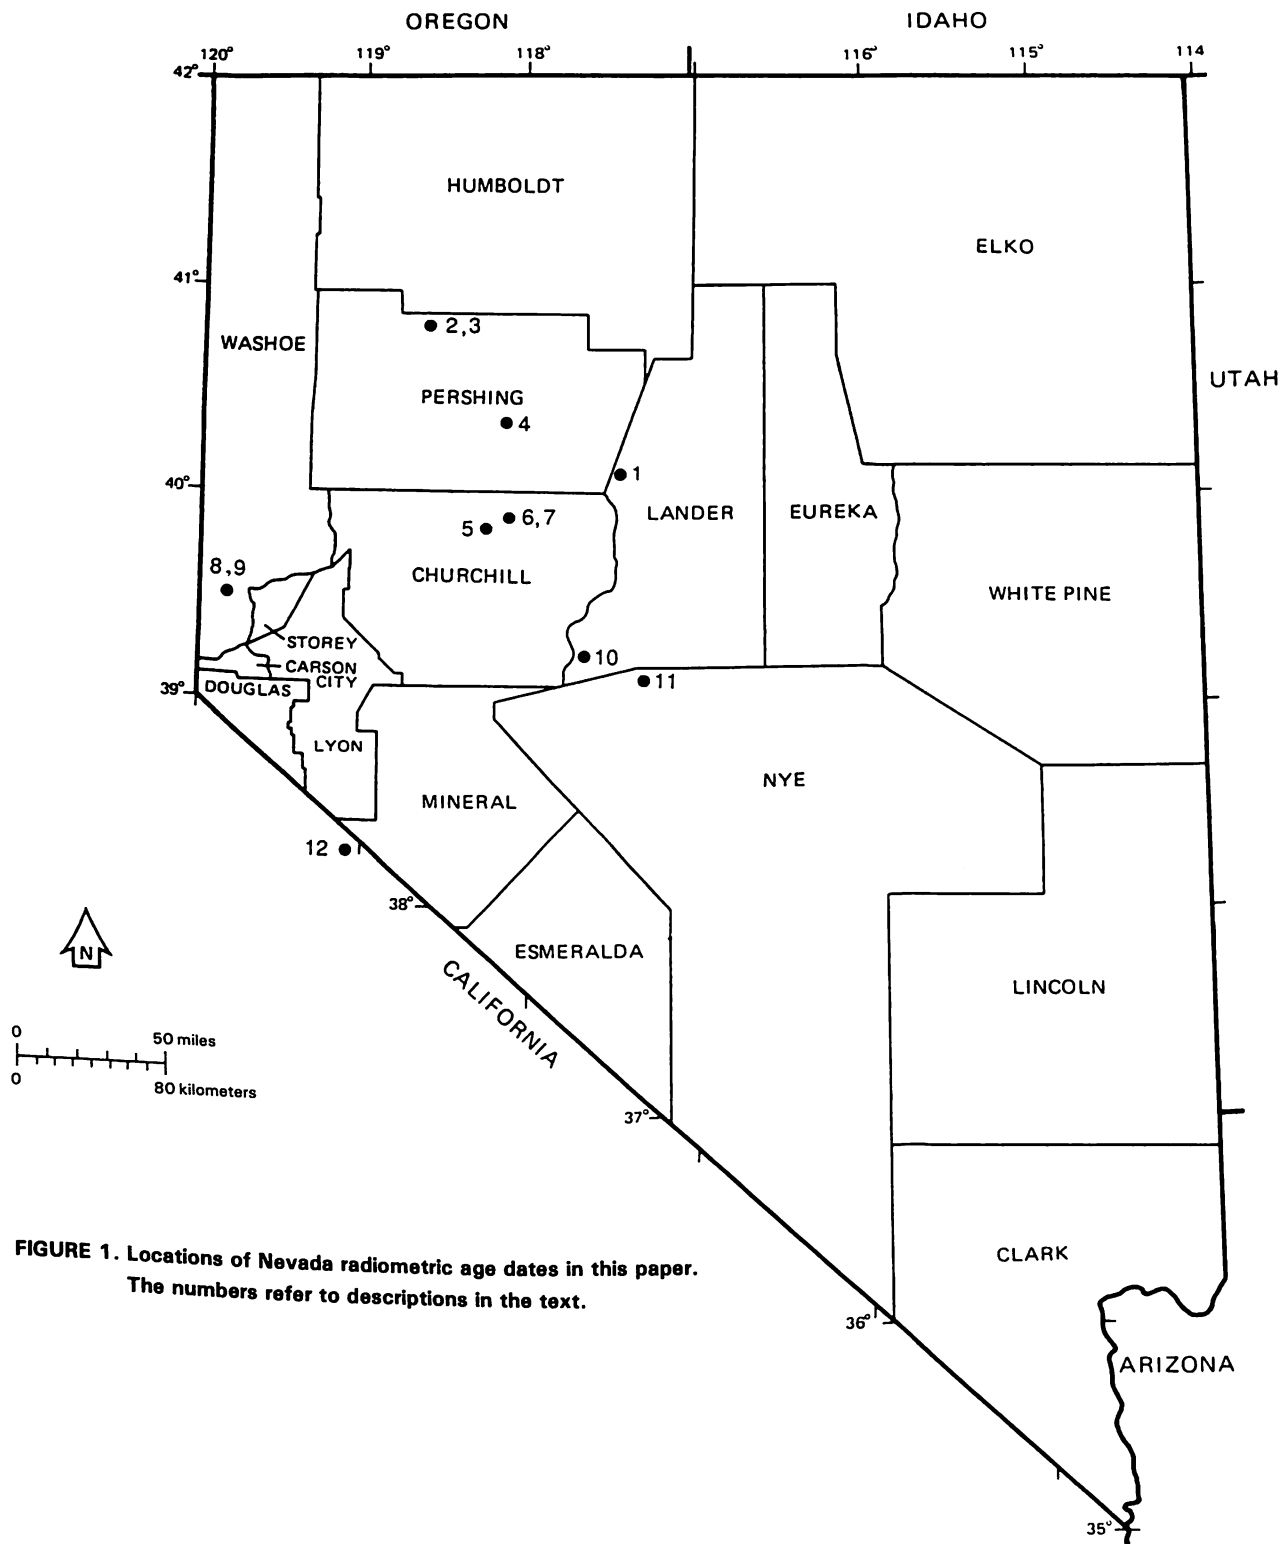 OREGON
IDAHO
120°
119°
118°
116°
115°
114
42°
HUMBOLDT
ELKO
41°
2,3
WASHOE
UTAH
PERSHING
4
1
40°
LANDER
EUREKA
6,7
5
8,9
CHURCHILL
WHITE PINE
STOREY
10
CARSON
CITY
11
DOUGLAS
39°
LYON
NYE
MINERAL
12
38°
N
ESMERALDA
CALIFORNIA
LINCOLN
0
50 miles
0
80 kilometers
37°
CLARK
FIGURE 1. Locations of Nevada radiometric age dates in this paper.
The numbers refer to descriptions in the text.
36°
ARIZONA
35°